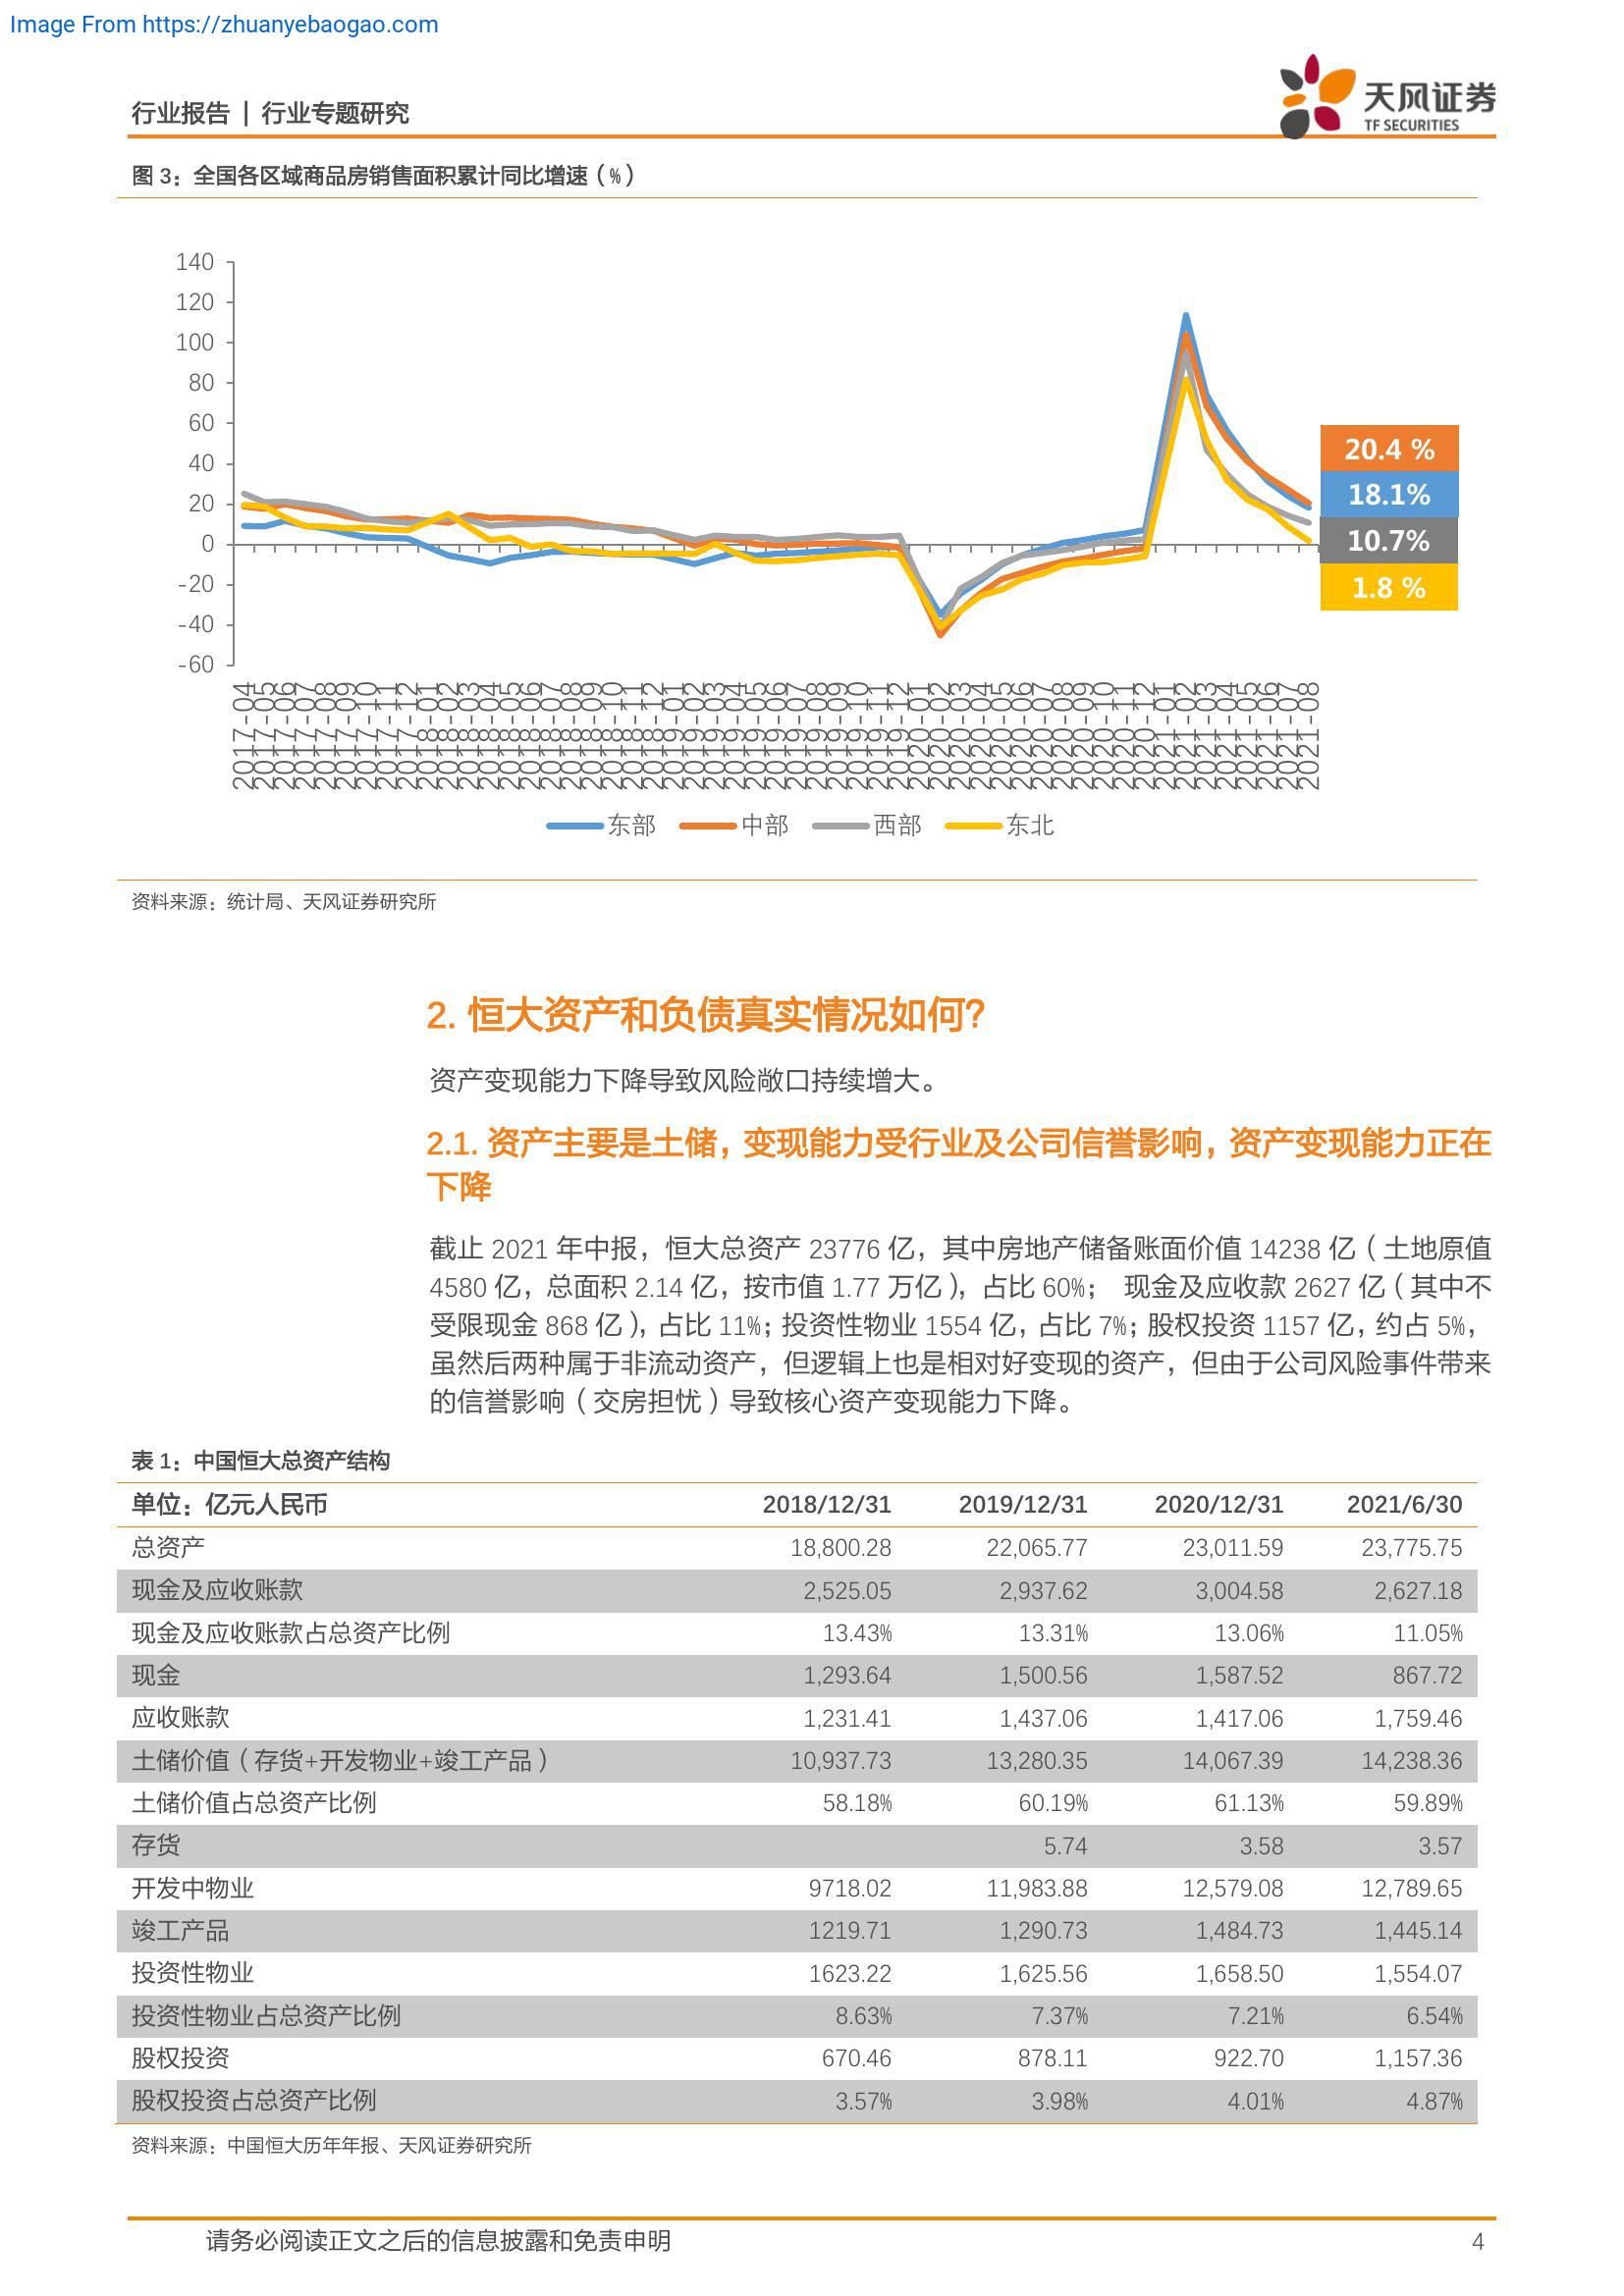 Image From https://zhuanyebaogao.com
行业报告 | 行业专题研究
天风证券
TF SECURITIES
图 3：全国各区域商品房销售面积累计同比增速（%）
140
120
100
80
60
40
20
0
-20
-40
-60
20.4 %
18.1%
10.7%
1.8 %
2017-04
2017-05
2017-06
2017-07
2017-08
2017-09
2017-10
2017-11
2017-12
2018-01
2018-02
2018-03
2018-04
2018-05
2018-06
2018-07
2018-08
2018-09
2018-10
2018-11
2018-12
2019-01
2019-02
2019-03
2019-04
2019-05
2019-06
2019-07
2019-08
2019-09
2019-10
2019-11
2019-12
2020-01
2020-02
2020-03
2020-04
2020-05
2020-06
2020-07
2020-08
2020-09
2020-10
2020-11
2020-12
2021-01
2021-02
2021-03
2021-04
2021-05
2021-06
2021-07
2021-08
东部 中部 西部 东北
资料来源：统计局、天风证券研究所
2. 恒大资产和负债真实情况如何？
资产变现能力下降导致风险敞口持续增大。
2.1. 资产主要是土储，变现能力受行业及公司信誉影响，资产变现能力正在
下降
截止 2021 年中报，恒大总资产 23776 亿，其中房地产储备账面价值 14238 亿（土地原值
4580 亿，总面积 2.14 亿，按市值 1.77 万亿），占比 60%； 现金及应收款 2627 亿（其中不
受限现金 868 亿），占比 11%；投资性物业 1554 亿，占比 7%；股权投资 1157 亿，约占 5%，
虽然后两种属于非流动资产，但逻辑上也是相对好变现的资产，但由于公司风险事件带来
的信誉影响（交房担忧）导致核心资产变现能力下降。
表 1：中国恒大总资产结构
单位：亿元人民币 2018/12/31 2019/12/31 2020/12/31 2021/6/30
总资产 18,800.28 22,065.77 23,011.59 23,775.75
现金及应收账款 2,525.05 2,937.62 3,004.58 2,627.18
现金及应收账款占总资产比例 13.43% 13.31% 13.06% 11.05%
现金 1,293.64 1,500.56 1,587.52 867.72
应收账款 1,231.41 1,437.06 1,417.06 1,759.46
土储价值（存货+开发物业+竣工产品） 10,937.73 13,280.35 14,067.39 14,238.36
土储价值占总资产比例 58.18% 60.19% 61.13% 59.89%
存货 5.74 3.58 3.57
开发中物业 9718.02 11,983.88 12,579.08 12,789.65
竣工产品 1219.71 1,290.73 1,484.73 1,445.14
投资性物业 1623.22 1,625.56 1,658.50 1,554.07
投资性物业占总资产比例 8.63% 7.37% 7.21% 6.54%
股权投资 670.46 878.11 922.70 1,157.36
股权投资占总资产比例 3.57% 3.98% 4.01% 4.87%
资料来源：中国恒大历年年报、天风证券研究所
请务必阅读正文之后的信息披露和免责申明 4